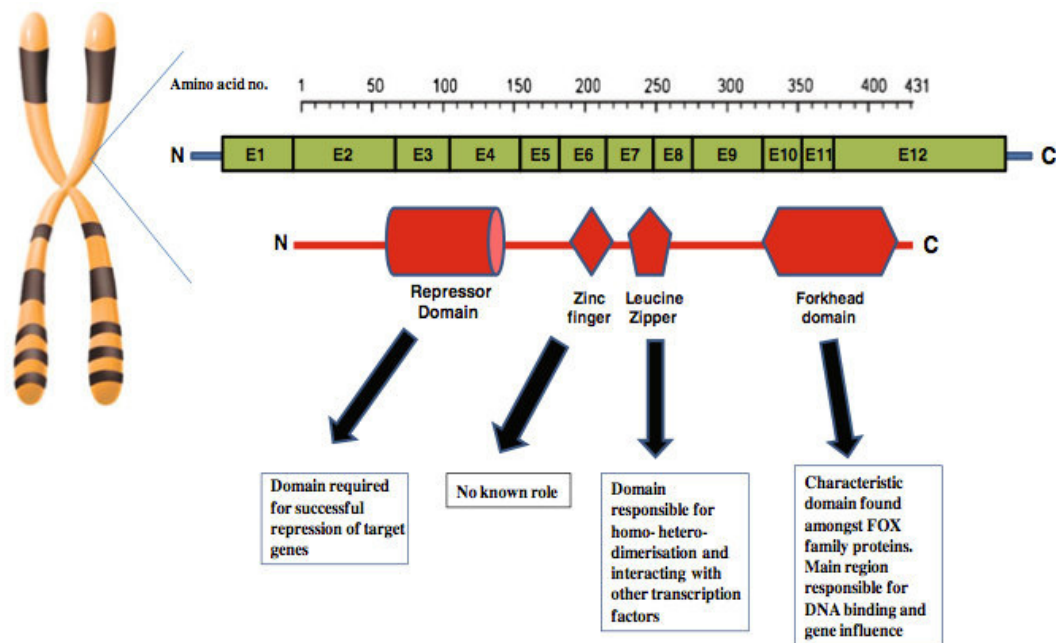 Amino acid no.
1 50 100 150 200 250 300 350 400 431
N E1 E2 E3 E4 E5 E6 E7 E8 E9 E10 E11 E12 C
N C
Repressor
Domain
Zinc
finger
Leucine
Zipper
Forkhead
domain
Domain required
for successful
repression of target
genes
No known role
Domain
responsible for
homo- hetero-
dimerisation and
interacting with
other transcription
factors
Characteristic
domain found
amongst FOX
family proteins.
Main region
responsible for
DNA binding and
gene influence